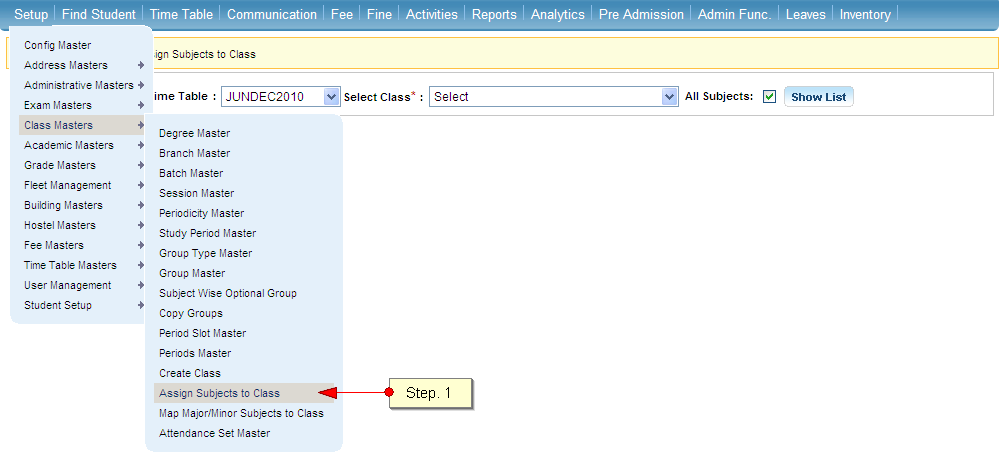 Setup Find Student Time Table Communication Fee Fine Activities Reports Analytics Pre Admission Admin Func. Leaves Inventory
Assign Subjects to Class
Time Table : JUNDEC2010 Select Class* : Select All Subjects: Show List
Config Master
Address Masters
Administrative Masters
Exam Masters
Class Masters
Academic Masters
Grade Masters
Fleet Management
Building Masters
Hostel Masters
Fee Masters
Time Table Masters
User Management
Student Setup
Degree Master
Branch Master
Batch Master
Session Master
Periodicity Master
Study Period Master
Group Type Master
Group Master
Subject Wise Optional Group
Copy Groups
Period Slot Master
Periods Master
Create Class
Assign Subjects to Class
Map Major/Minor Subjects to Class
Attendance Set Master
Step. 1